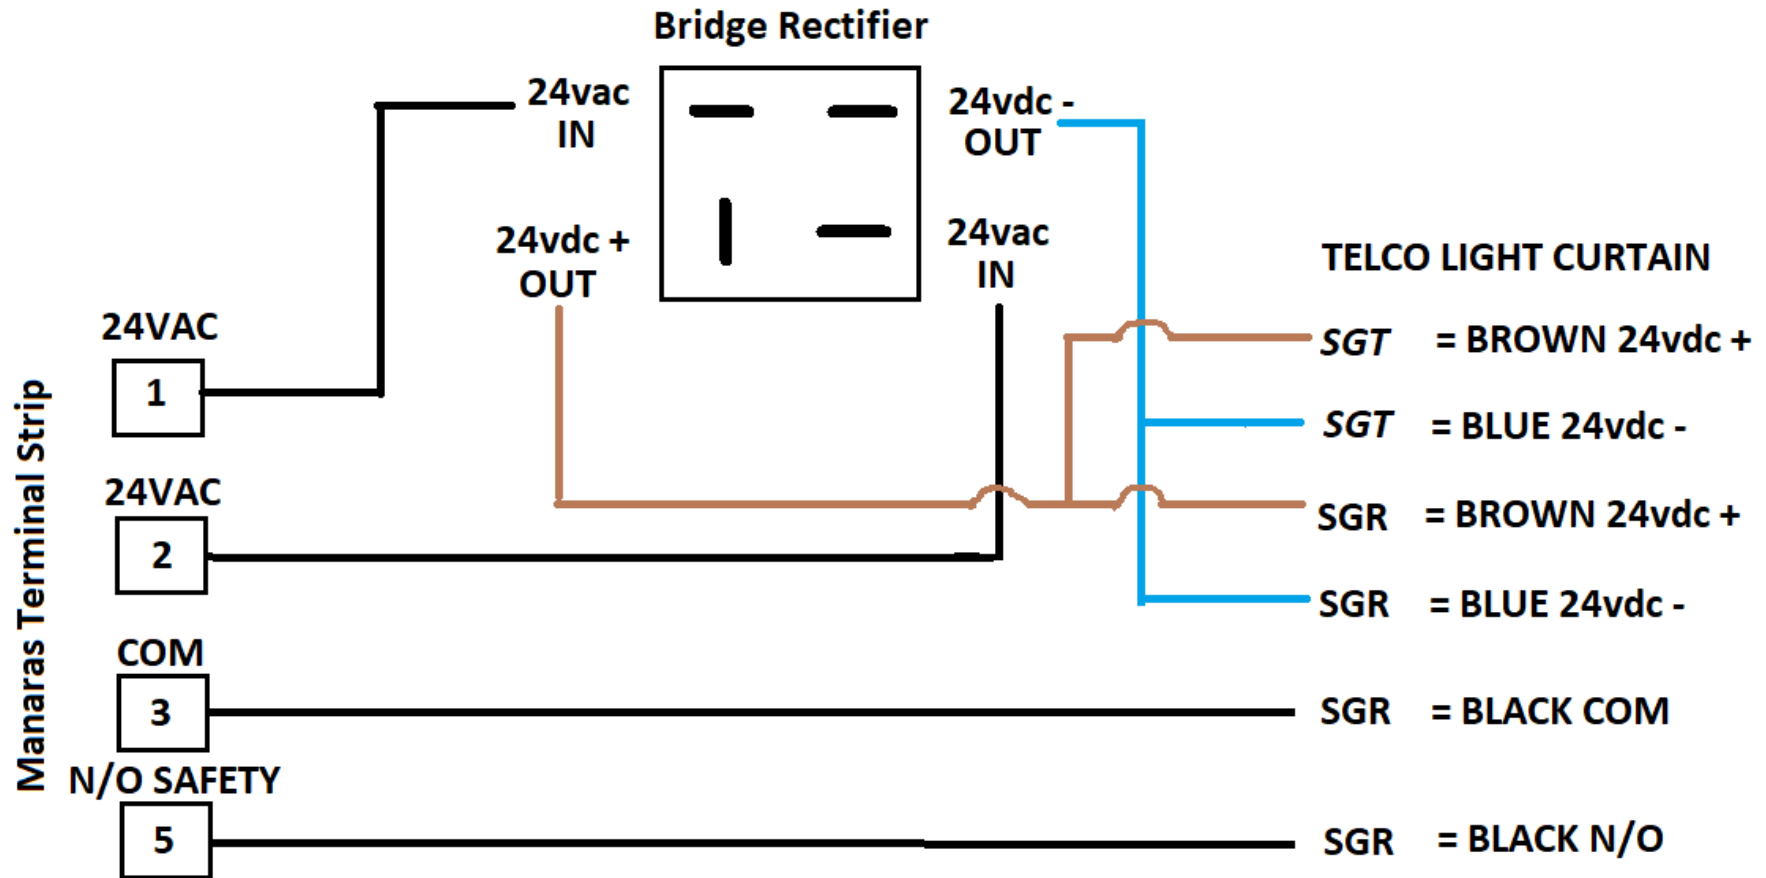 Bridge Rectifier
24vac
IN
24vdc -
OUT
24vdc +
OUT
24vac
IN
TELCO LIGHT CURTAIN
24VAC
1
SGT = BROWN 24vdc +
SGT = BLUE 24vdc -
24VAC
2
SGR = BROWN 24vdc +
SGR = BLUE 24vdc -
COM
3
SGR = BLACK COM
N/O SAFETY
5
SGR = BLACK N/O
Manaras Terminal Strip